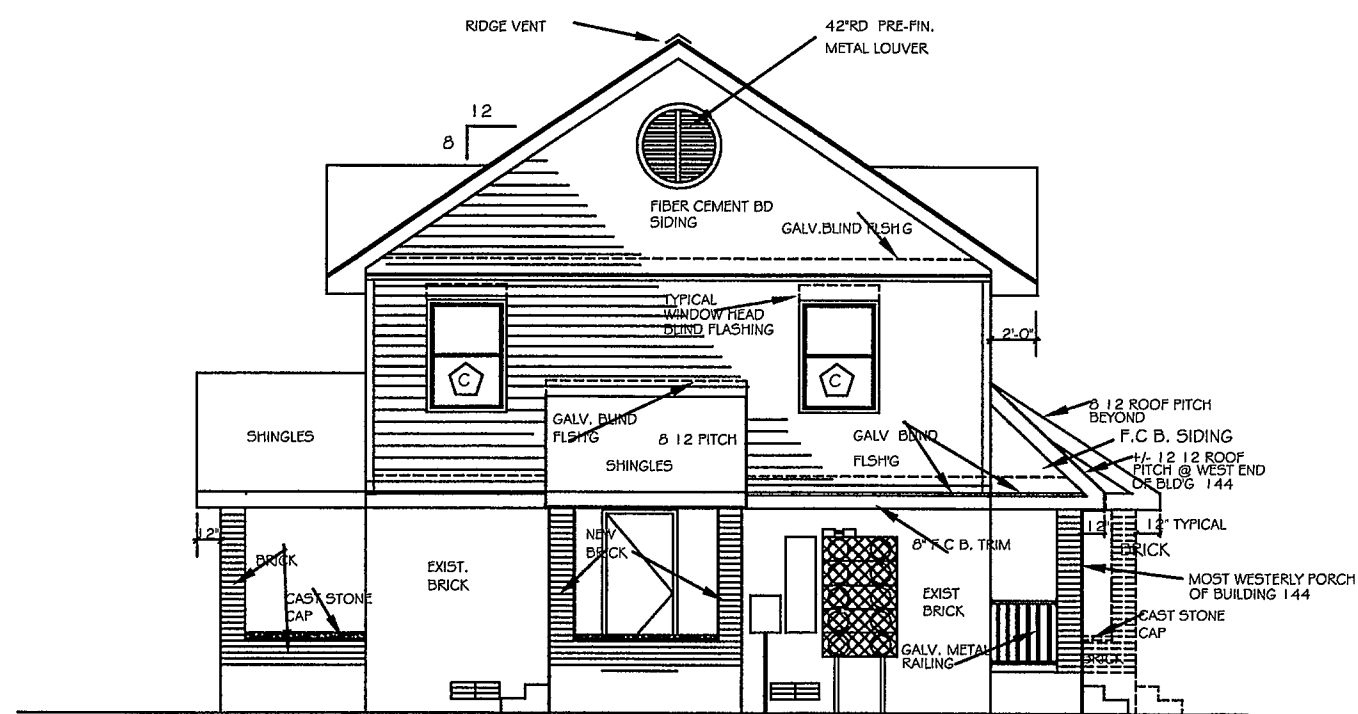 RIDGE VENT
42"RD PRE-FIN.
METAL LOUVER
12
8
FIBER CEMENT BD
SIDING
GALV.BLIND FLSH'G
TYPICAL
WINDOW HEAD
BLIND FLASHING
2'-0"
C
C
SHINGLES
GALV. BLIND
FLSH'G
8 12 PITCH
SHINGLES
GALV BLIND
FLSH'G
8 12 ROOF PITCH
BEYOND
F.C B. SIDING
+/- 12 12 ROOF
PITCH @ WEST END
OF BLD'G 144
12"
BRICK
CAST STONE
CAP
EXIST.
BRICK
NEW
BRICK
8" F.C B. TRIM
EXIST
BRICK
GALV. METAL
RAILING
12"
12" TYPICAL
BRICK
MOST WESTERLY PORCH
OF BUILDING 144
CAST STONE
CAP
BRICK